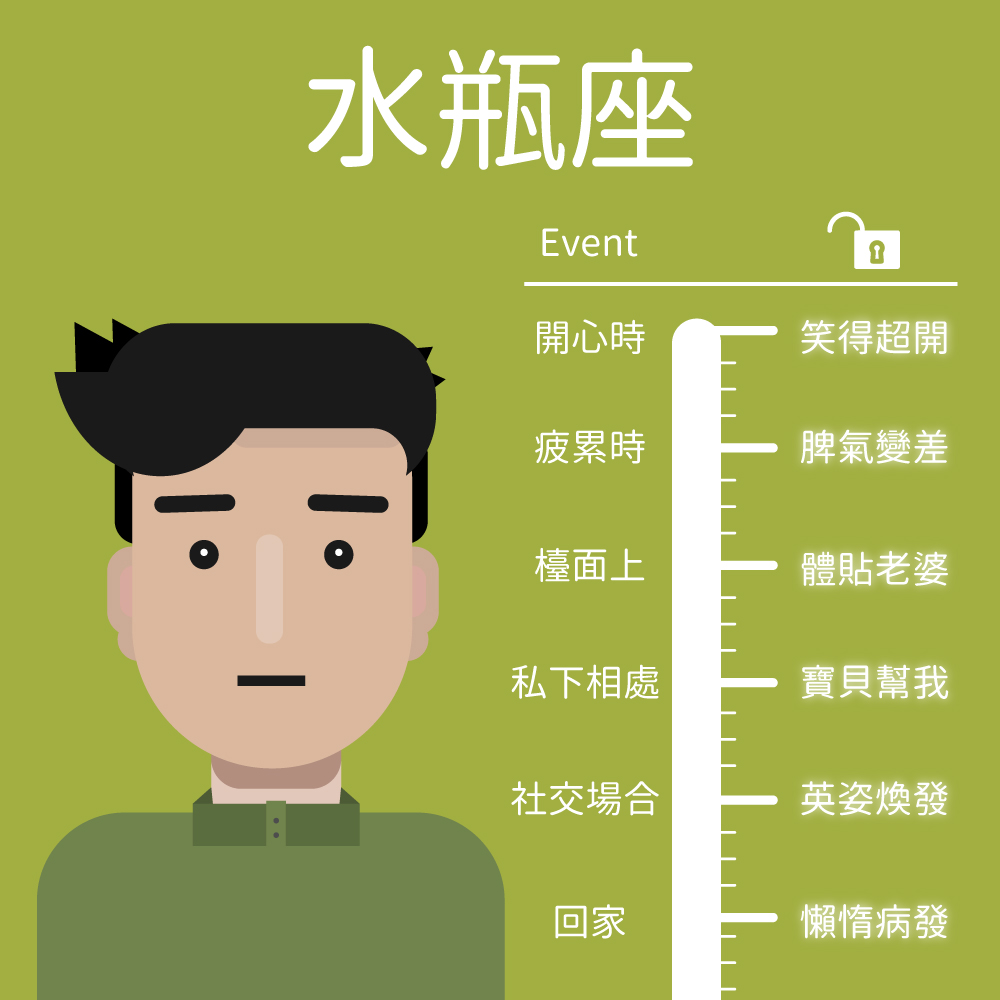 水瓶座
Event
開心時 笑得超開
疲累時 脾氣變差
檯面上 體貼老婆
私下相處 寶貝幫我
社交場合 英姿煥發
回家 懶惰病發